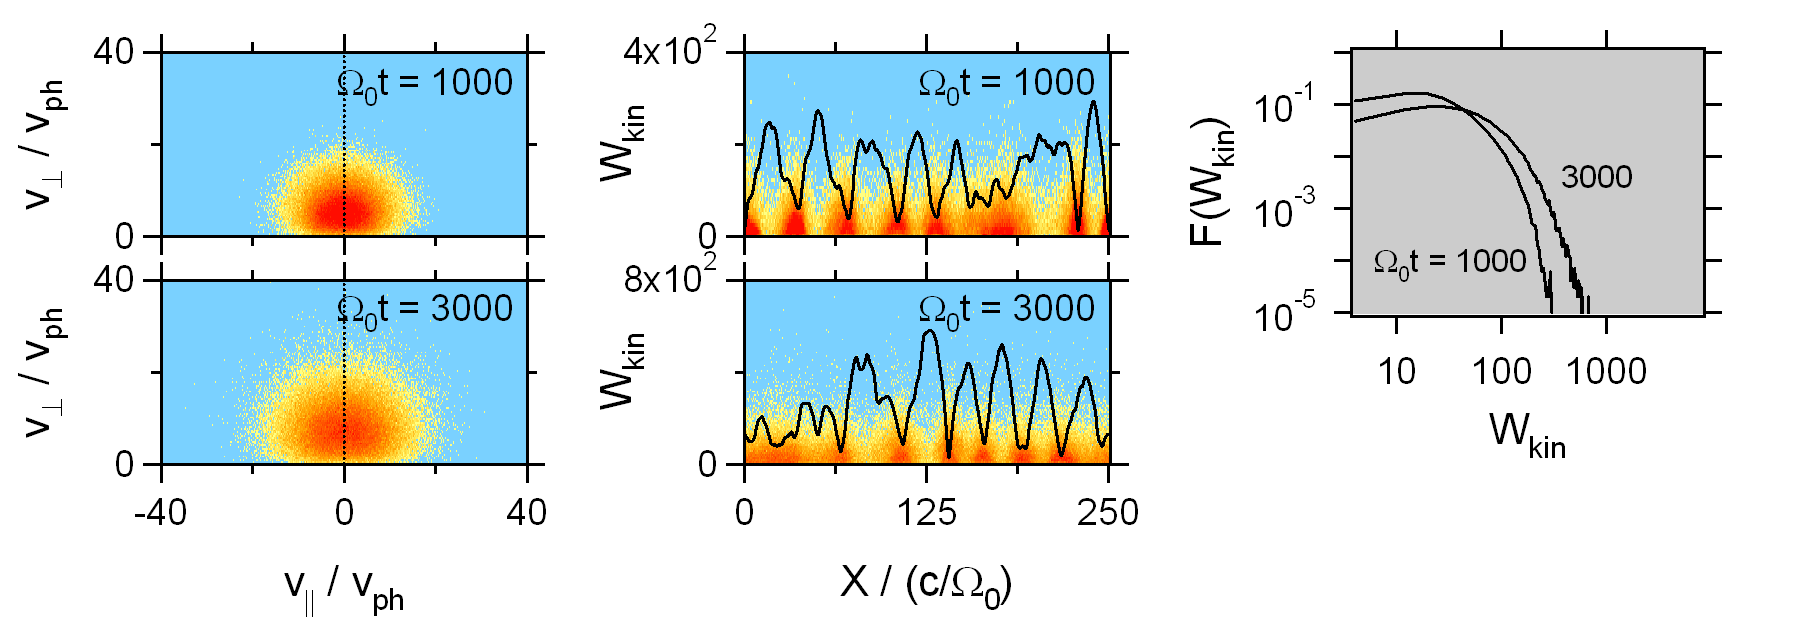 40
Ω₀t = 1000
v⊥ / vph
0
40
Ω₀t = 3000
v⊥ / vph
0
-40 0 40
v|| / vph
4x10²
Ω₀t = 1000
Wkin
0
8x10²
Ω₀t = 3000
Wkin
0
0 125 250
X / (c/Ω₀)
10⁻¹
10⁻³
10⁻⁵
F(Wkin)
3000
Ω₀t = 1000
10 100 1000
Wkin